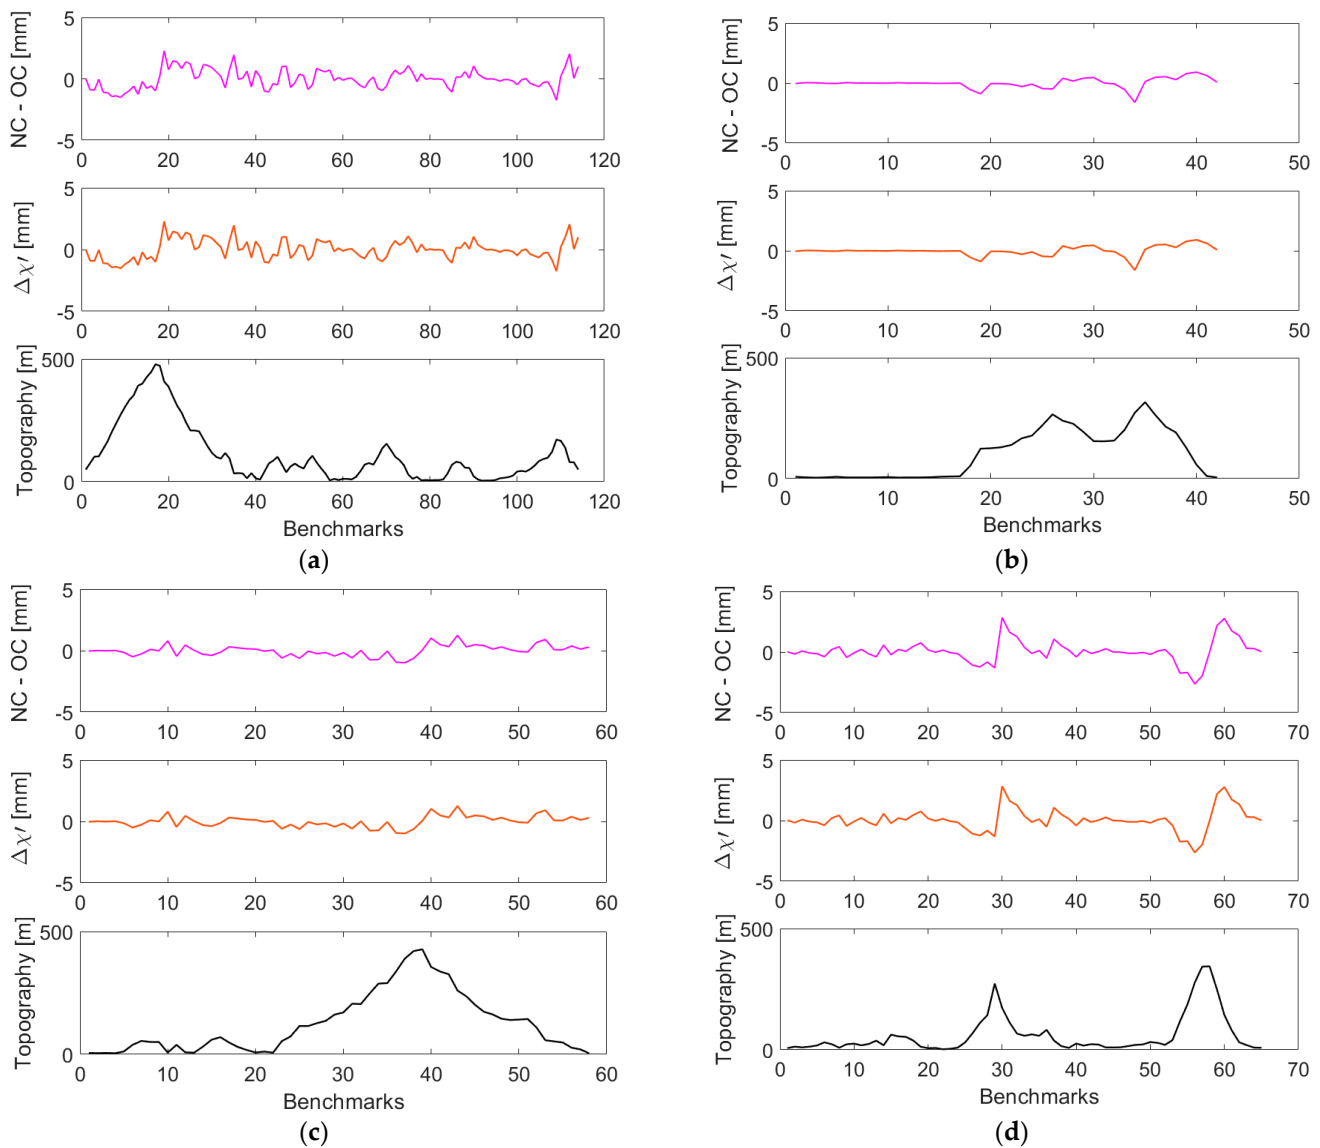 NC - OC [mm]
5
0
-5
0 20 40 60 80 100 120
Δχ′ [mm]
5
0
-5
0 20 40 60 80 100 120
Topography [m]
500
0
0 20 40 60 80 100 120
Benchmarks
(a)
NC - OC [mm]
5
0
-5
0 10 20 30 40 50
Δχ′ [mm]
5
0
-5
0 10 20 30 40 50
Topography [m]
500
0
0 10 20 30 40 50
Benchmarks
(b)
NC - OC [mm]
5
0
-5
0 10 20 30 40 50 60
Δχ′ [mm]
5
0
-5
0 10 20 30 40 50 60
Topography [m]
500
0
0 10 20 30 40 50 60
Benchmarks
(c)
NC - OC [mm]
5
0
-5
0 10 20 30 40 50 60 70
Δχ′ [mm]
5
0
-5
0 10 20 30 40 50 60 70
Topography [m]
500
0
0 10 20 30 40 50 60 70
Benchmarks
(d)